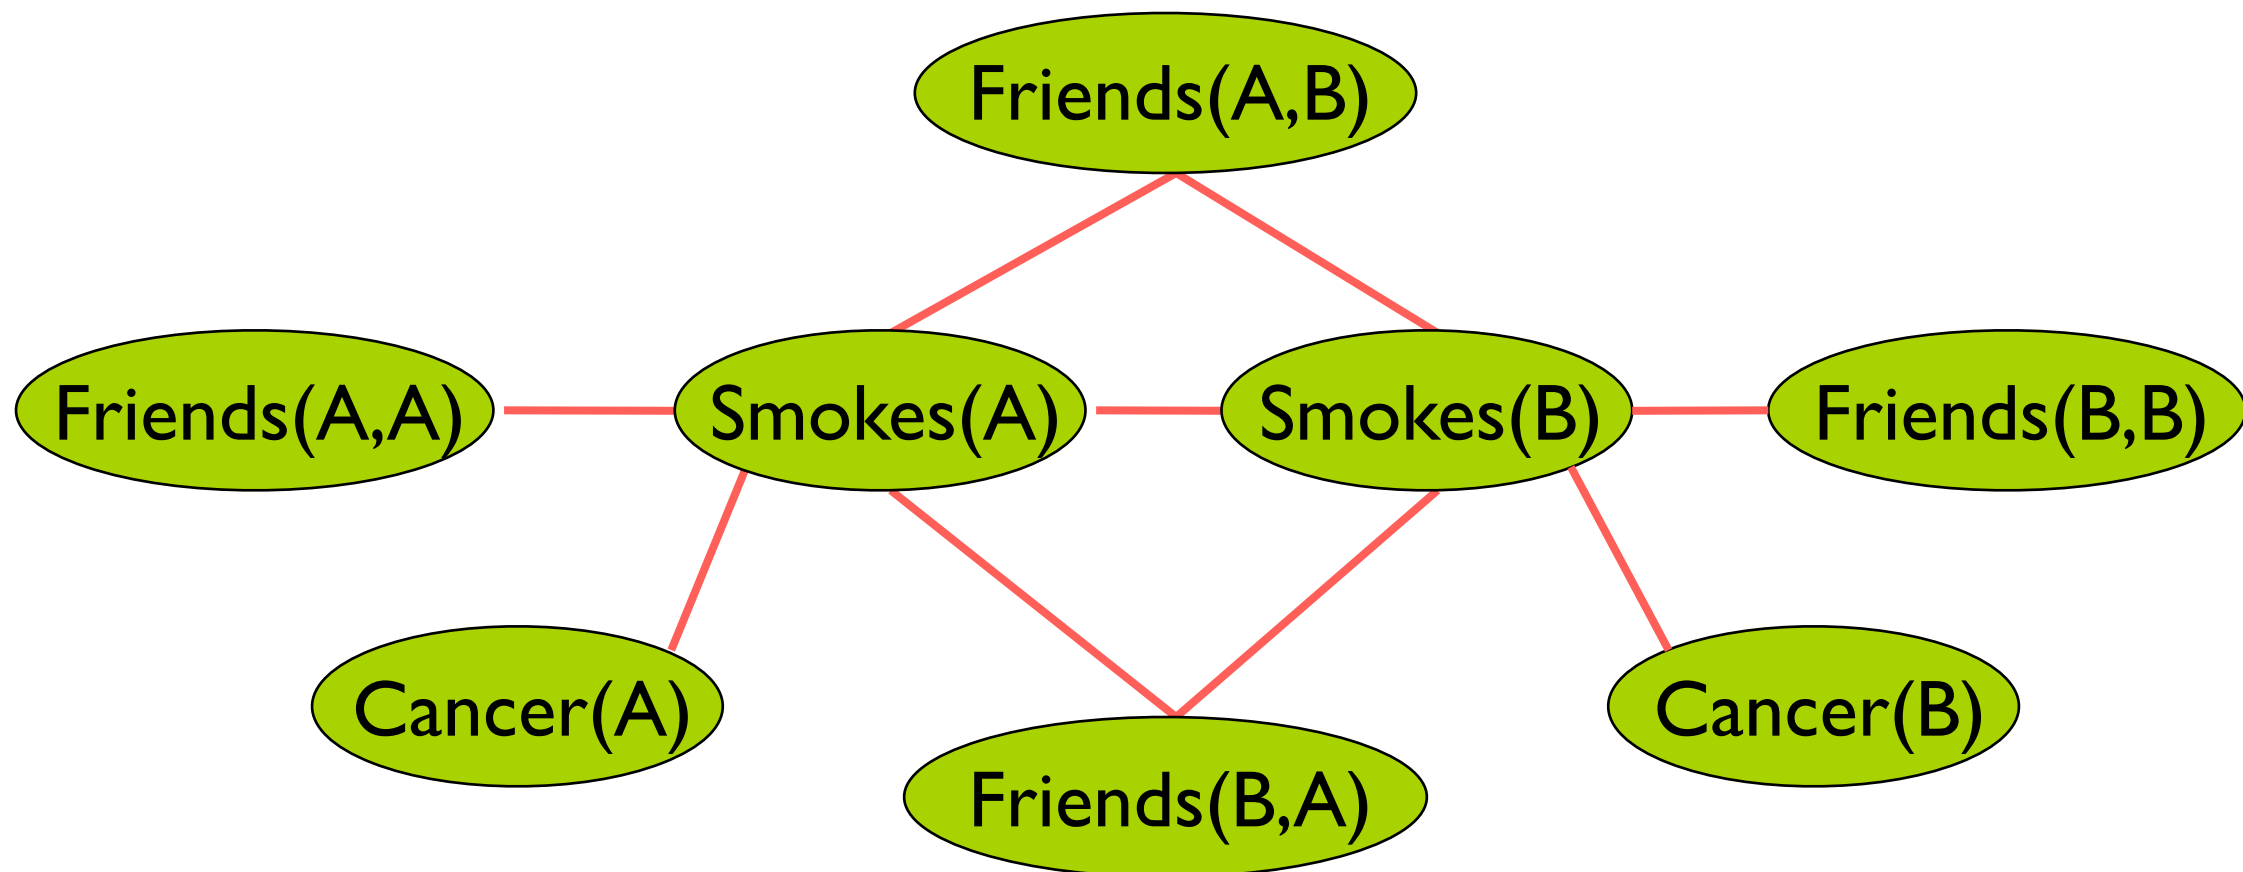 Friends(A,B)
Friends(A,A)
Smokes(A)
Smokes(B)
Friends(B,B)
Cancer(A)
Cancer(B)
Friends(B,A)